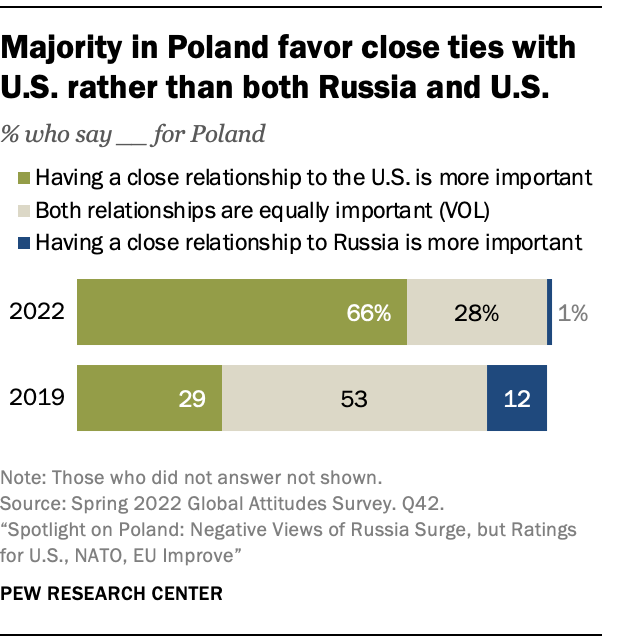 Majority in Poland favor close ties with
U.S. rather than both Russia and U.S.
% who say __ for Poland
Having a close relationship to the U.S. is more important
Both relationships are equally important (VOL)
Having a close relationship to Russia is more important
2022 66% 28% 1%
2019 29 53 12
Note: Those who did not answer not shown.
Source: Spring 2022 Global Attitudes Survey. Q42.
“Spotlight on Poland: Negative Views of Russia Surge, but Ratings
for U.S., NATO, EU Improve”
PEW RESEARCH CENTER